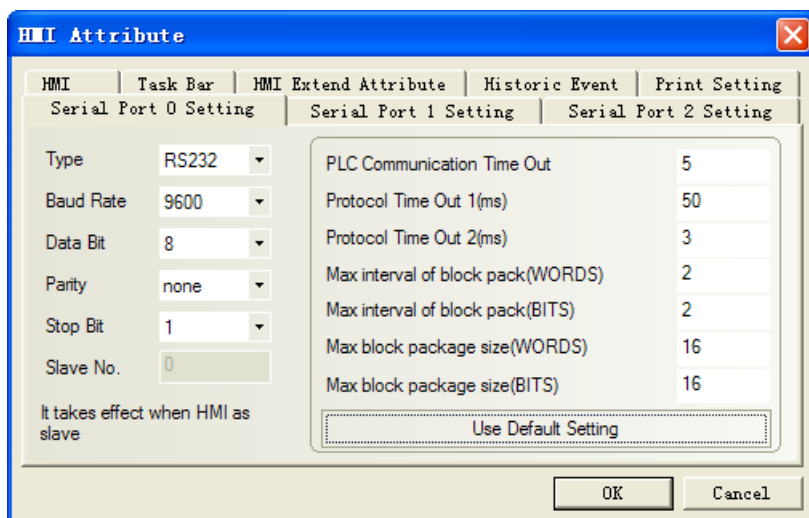 HMI Attribute
HMI
Task Bar
HMI Extend Attribute
Historic Event
Print Setting
Serial Port 0 Setting
Serial Port 1 Setting
Serial Port 2 Setting
Type RS232
Baud Rate 9600
Data Bit 8
Parity none
Stop Bit 1
Slave No. 0
It takes effect when HMI as
slave
PLC Communication Time Out 5
Protocol Time Out 1(ms) 50
Protocol Time Out 2(ms) 3
Max interval of block pack(WORDS) 2
Max interval of block pack(BITS) 2
Max block package size(WORDS) 16
Max block package size(BITS) 16
Use Default Setting
OK
Cancel